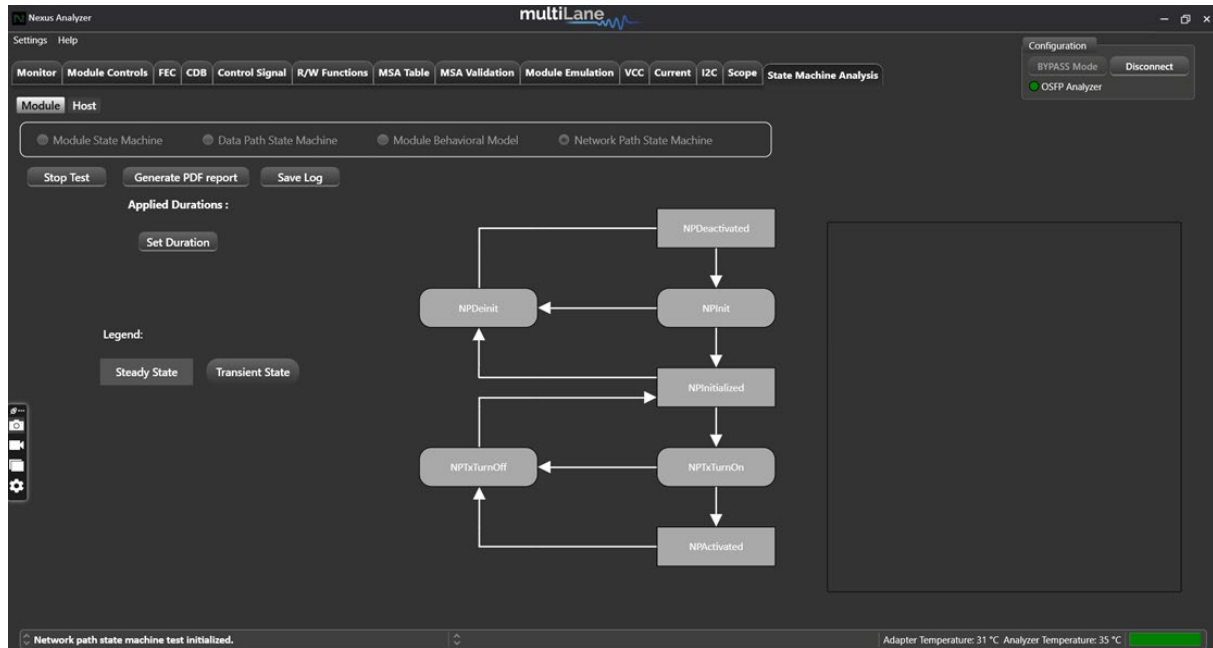 Nexus Analyzer
multiLane
Settings Help
Configuration
Monitor Module Controls FEC CDB Control Signal R/W Functions MSA Table MSA Validation Module Emulation VCC Current I2C Scope State Machine Analysis
BYPASS Mode Disconnect
OSFP Analyzer
Module Host
Module State Machine Data Path State Machine Module Behavioral Model Network Path State Machine
Stop Test Generate PDF report Save Log
Applied Durations :
Set Duration
NPDeactivated
NPDeinit NPInit
Legend:
Steady State Transient State
NPInitialized
NPTxTurnOff NPTxTurnOn
NPActivated
Network path state machine test initialized.
Adapter Temperature: 31 °C Analyzer Temperature: 35 °C